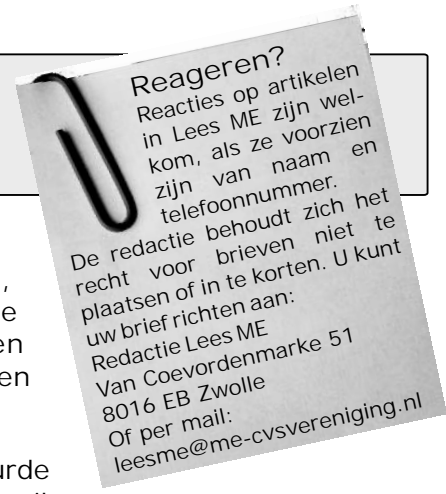 Reageren?
Reacties op artikelen
in Lees ME zijn wel-
kom, als ze voorzien
zijn van naam en
telefoonnummer.
De redactie behoudt zich het
recht voor brieven niet te
plaatsen of in te korten. U kunt
uw brief richten aan:
Redactie Lees ME
Van Coevordenmarke 51
8016 EB Zwolle
Of per mail:
leesme@me-cvsvereniging.nl